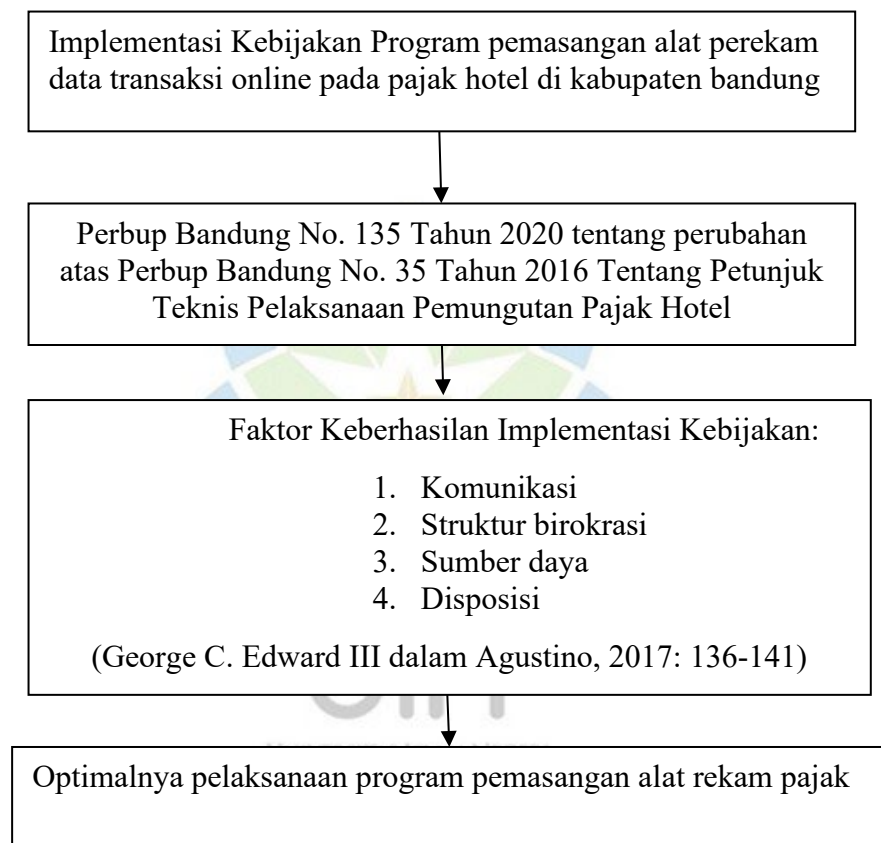 Implementasi Kebijakan Program pemasangan alat perekam
data transaksi online pada pajak hotel di kabupaten bandung
Perbup Bandung No. 135 Tahun 2020 tentang perubahan
atas Perbup Bandung No. 35 Tahun 2016 Tentang Petunjuk
Teknis Pelaksanaan Pemungutan Pajak Hotel
Faktor Keberhasilan Implementasi Kebijakan:
1. Komunikasi
2. Struktur birokrasi
3. Sumber daya
4. Disposisi
(George C. Edward III dalam Agustino, 2017: 136-141)
Optimalnya pelaksanaan program pemasangan alat rekam pajak